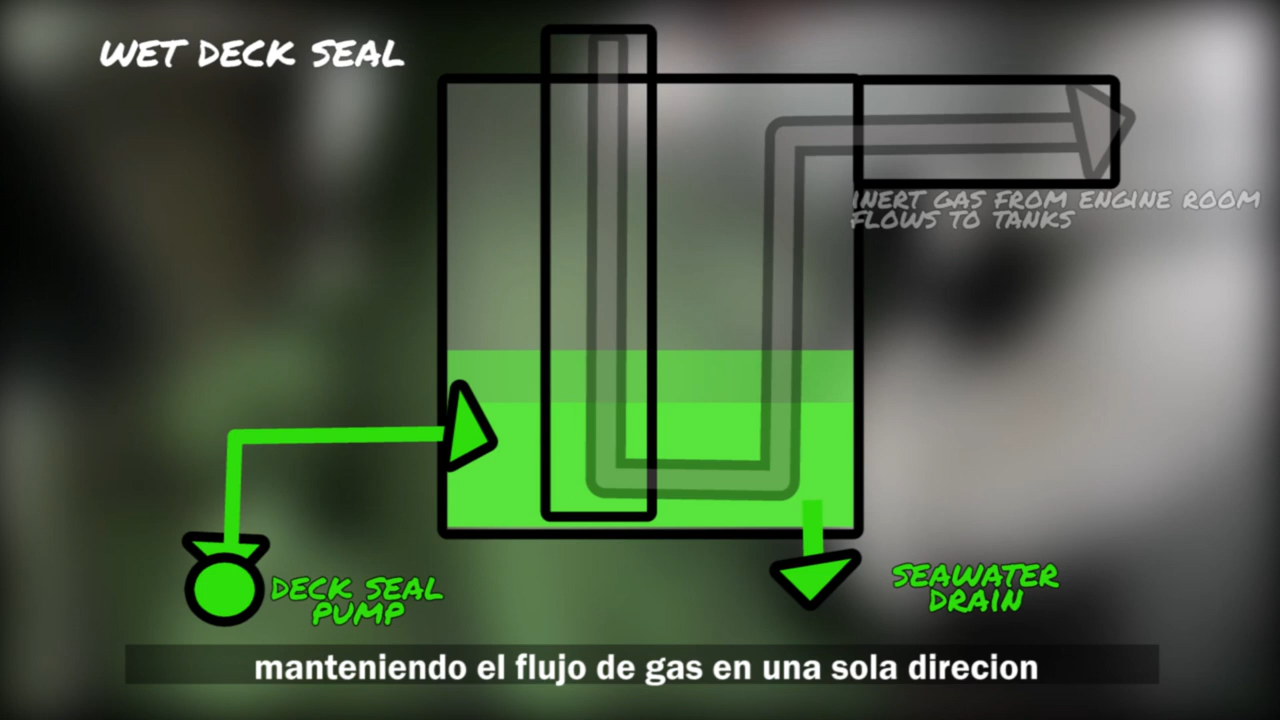 WET DECK SEAL
INERT GAS FROM ENGINE ROOM
FLOWS TO TANKS
DECK SEAL
PUMP
SEAWATER
DRAIN
manteniendo el flujo de gas en una sola direcion